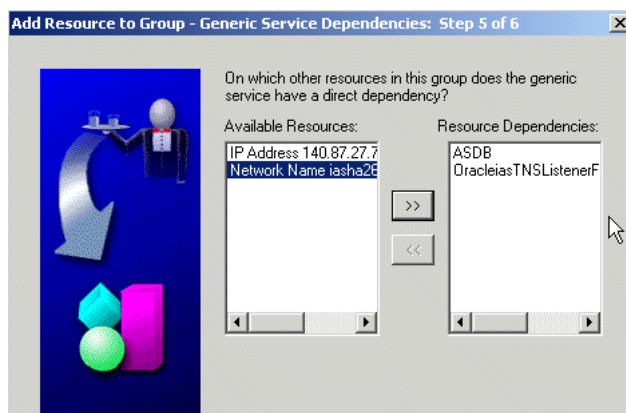 Add Resource to Group - Generic Service Dependencies: Step 5 of 6
On which other resources in this group does the generic
service have a direct dependency?
Available Resources:
IP Address 140.87.27.7
Network Name iasha26
>>
<<
Resource Dependencies:
ASDB
OracleiasTNSListenerF